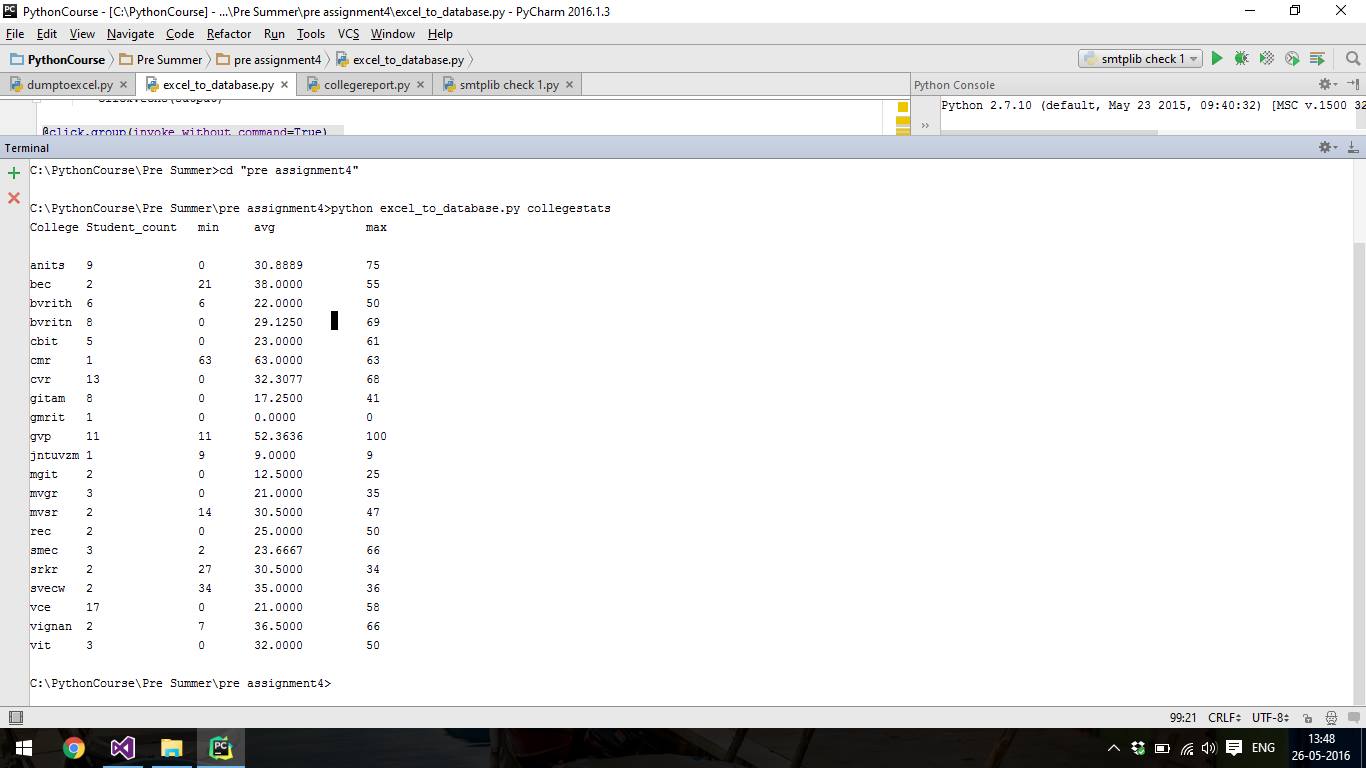 PythonCourse - [C:\PythonCourse] - ...\Pre Summer\pre assignment4\excel_to_database.py - PyCharm 2016.1.3
File Edit View Navigate Code Refactor Run Tools VCS Window Help
PythonCourse Pre Summer pre assignment4 excel_to_database.py smtplib check 1
dumptoexcel.py excel_to_database.py collegereport.py smtplib check 1.py Python Console
Python 2.7.10 (default, May 23 2015, 09:40:32) [MSC v.1500 32
@click.group(invoke_without_command=True)
Terminal
C:\PythonCourse\Pre Summer>cd "pre assignment4"
C:\PythonCourse\Pre Summer\pre assignment4>python excel_to_database.py collegestats
College Student_count min avg max
anits 9 0 30.8889 75
bec 2 21 38.0000 55
bvrith 6 6 22.0000 50
bvritn 8 0 29.1250 69
cbit 5 0 23.0000 61
cmr 1 63 63.0000 63
cvr 13 0 32.3077 68
gitam 8 0 17.2500 41
gmrit 1 0 0.0000 0
gvp 11 11 52.3636 100
jntuvzm 1 9 9.0000 9
mgit 2 0 12.5000 25
mvgr 3 0 21.0000 35
mvsr 2 14 30.5000 47
rec 2 0 25.0000 50
smec 3 2 23.6667 66
srkr 2 27 30.5000 34
svecw 2 34 35.0000 36
vce 17 0 21.0000 58
vignan 2 7 36.5000 66
vit 3 0 32.0000 50
C:\PythonCourse\Pre Summer\pre assignment4>
99:21 CRLF UTF-8
ENG
13:48
26-05-2016